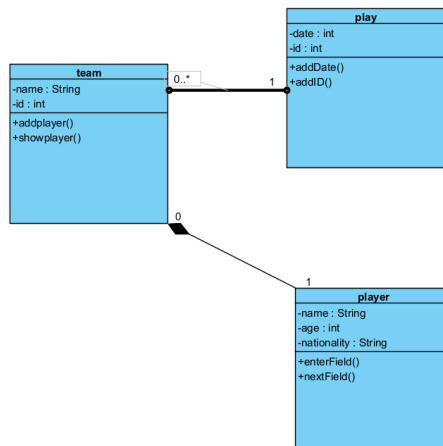 play
-date : int
-id : int
+addDate()
+addID()
team
-name : String
-id : int
+addplayer()
+showplayer()
0..*
1
0
1
player
-name : String
-age : int
-nationality : String
+enterField()
+nextField()